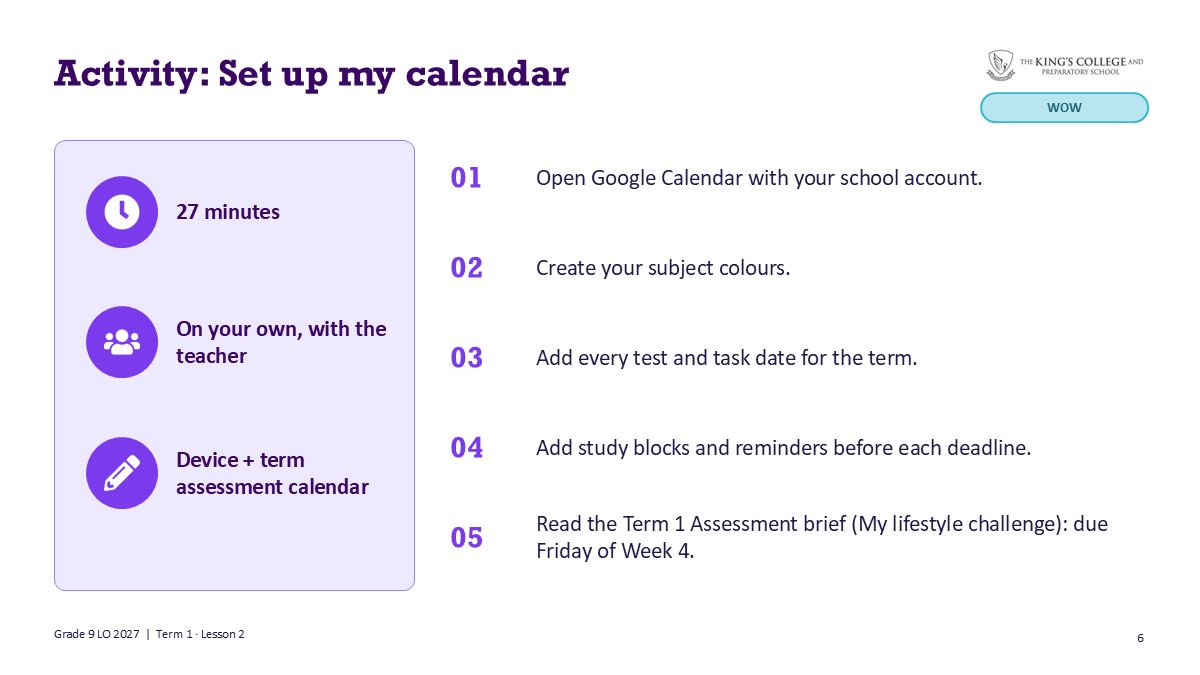 Activity: Set up my calendar
THE KING'S COLLEGE AND
PREPARATORY SCHOOL
WOW
27 minutes
On your own, with the
teacher
Device + term
assessment calendar
01
Open Google Calendar with your school account.
02
Create your subject colours.
03
Add every test and task date for the term.
04
Add study blocks and reminders before each deadline.
05
Read the Term 1 Assessment brief (My lifestyle challenge): due
Friday of Week 4.
Grade 9 LO 2027 | Term 1 · Lesson 2
6